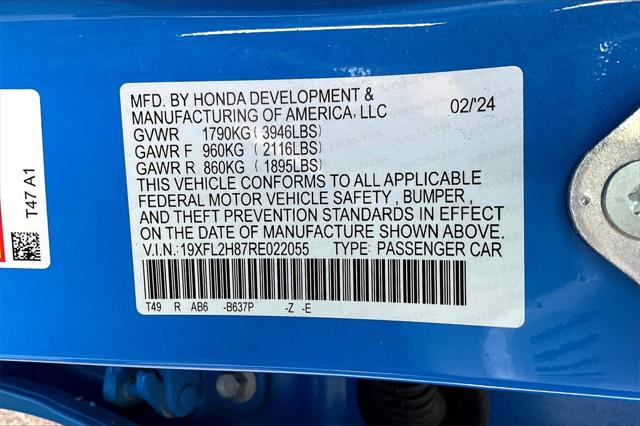 MFD. BY HONDA DEVELOPMENT &
MANUFACTURING OF AMERICA, LLC 02/'24
GVWR 1790KG (3946LBS)
GAWR F 960KG (2116LBS)
GAWR R 860KG (1895LBS)
THIS VEHICLE CONFORMS TO ALL APPLICABLE
FEDERAL MOTOR VEHICLE SAFETY , BUMPER ,
AND THEFT PREVENTION STANDARDS IN EFFECT
ON THE DATE OF MANUFACTURE SHOWN ABOVE.
V.I.N: 19XFL2H87RE022055 TYPE: PASSENGER CAR
T49 R AB6 -B637P -Z -E
T47 A1